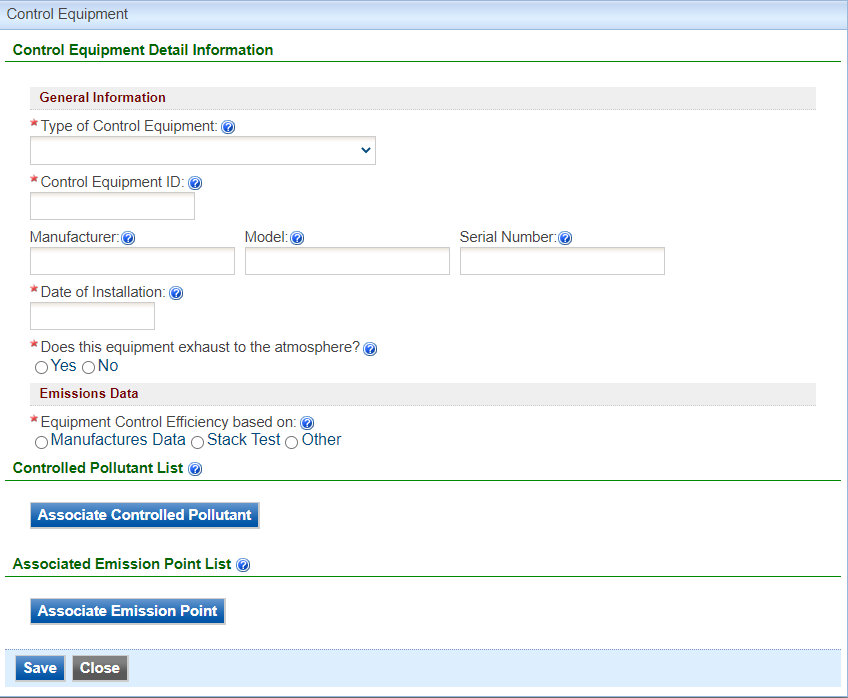 Control Equipment
Control Equipment Detail Information
General Information
* Type of Control Equipment: ?
* Control Equipment ID: ?
Manufacturer: ? Model: ? Serial Number: ?
* Date of Installation: ?
* Does this equipment exhaust to the atmosphere? ?
Yes No
Emissions Data
* Equipment Control Efficiency based on: ?
Manufactures Data Stack Test Other
Controlled Pollutant List ?
Associate Controlled Pollutant
Associated Emission Point List ?
Associate Emission Point
Save Close